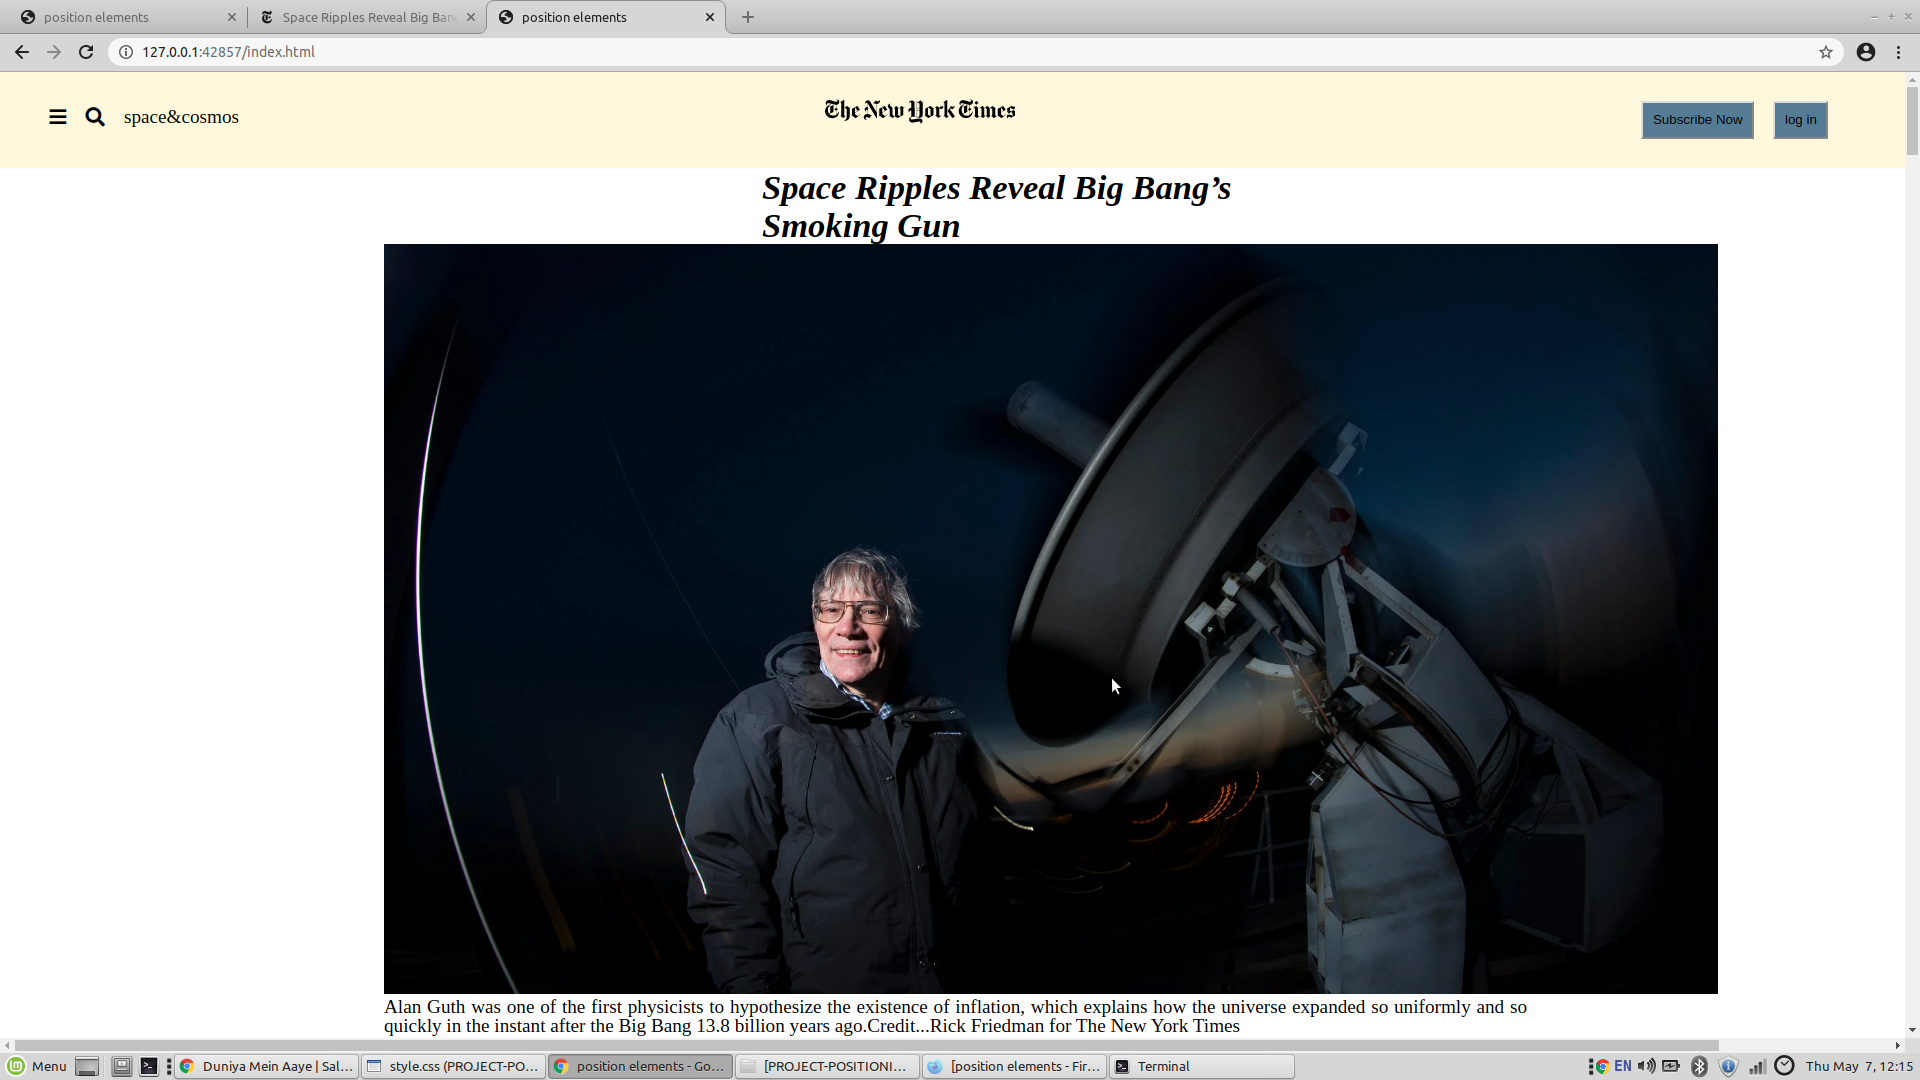 position elements
Space Ripples Reveal Big Bang
position elements
127.0.0.1:42857/index.html
space&cosmos
The New York Times
Subscribe Now
log in
Space Ripples Reveal Big Bang’s
Smoking Gun
Alan Guth was one of the first physicists to hypothesize the existence of inflation, which explains how the universe expanded so uniformly and so
quickly in the instant after the Big Bang 13.8 billion years ago.Credit...Rick Friedman for The New York Times
Menu
Duniya Mein Aaye | Sal...
style.css (PROJECT-PO...
position elements - Go...
[PROJECT-POSITIONI...
[position elements - Fir...
Terminal
EN
Thu May 7, 12:15